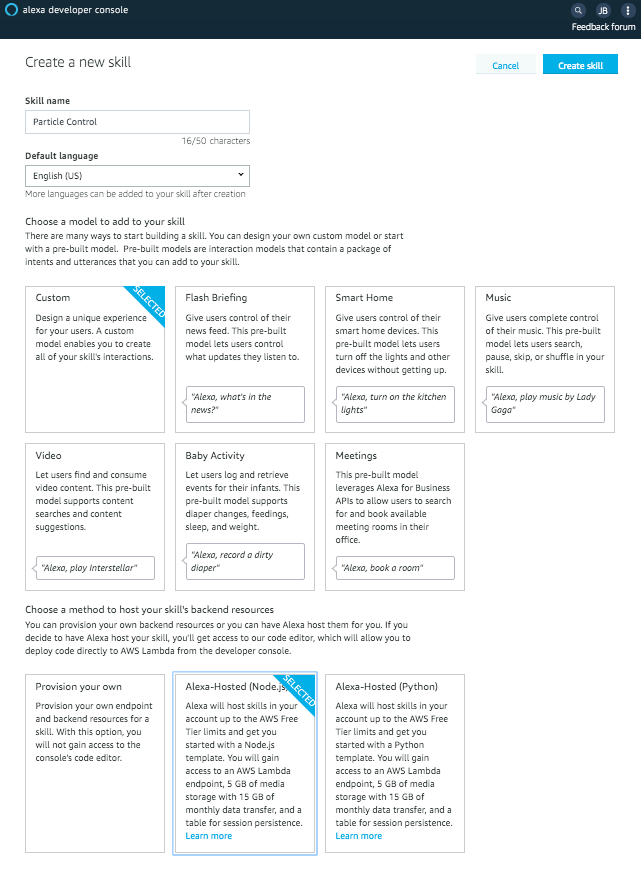 alexa developer console
JB
Feedback forum
Create a new skill
Cancel
Create skill
Skill name
Particle Control
16/50 characters
Default language
English (US)
More languages can be added to your skill after creation
Choose a model to add to your skill
There are many ways to start building a skill. You can design your own custom model or start
with a pre-built model. Pre-built models are interaction models that contain a package of
intents and utterances that you can add to your skill.
Custom
SELECTED
Design a unique experience
for your users. A custom
model enables you to create
all of your skill's interactions.
Flash Briefing
Give users control of their
news feed. This pre-built
model lets users control
what updates they listen to.
"Alexa, what's in the
news?"
Smart Home
Give users control of their
smart home devices. This
pre-built model lets users
turn off the lights and other
devices without getting up.
"Alexa, turn on the kitchen
lights"
Music
Give users complete control
of their music. This pre-built
model lets users search,
pause, skip, or shuffle in your
skill.
"Alexa, play music by Lady
Gaga"
Video
Let users find and consume
video content. This pre-built
model supports content
searches and content
suggestions.
"Alexa, play Interstellar"
Baby Activity
Let users log and retrieve
events for their infants. This
pre-built model supports
diaper changes, feedings,
sleep, and weight.
"Alexa, record a dirty
diaper"
Meetings
This pre-built model
leverages Alexa for Business
APIs to allow users to search
for and book available
meeting rooms in their
office.
"Alexa, book a room"
Choose a method to host your skill's backend resources
You can provision your own backend resources or you can have Alexa host them for you. If you
decide to have Alexa host your skill, you'll get access to our code editor, which will allow you to
deploy code directly to AWS Lambda from the developer console.
Provision your own
Provision your own endpoint
and backend resources for a
skill. With this option, you
will not gain access to the
console's code editor.
Alexa-Hosted (Node.js
SELECTED
Alexa will host skills in your
account up to the AWS Free
Tier limits and get you
started with a Node.js
template. You will gain
access to an AWS Lambda
endpoint, 5 GB of media
storage with 15 GB of
monthly data transfer, and a
table for session persistence.
Learn more
Alexa-Hosted (Python)
Alexa will host skills in your
account up to the AWS Free
Tier limits and get you
started with a Python
template. You will gain
access to an AWS Lambda
endpoint, 5 GB of media
storage with 15 GB of
monthly data transfer, and a
table for session persistence.
Learn more